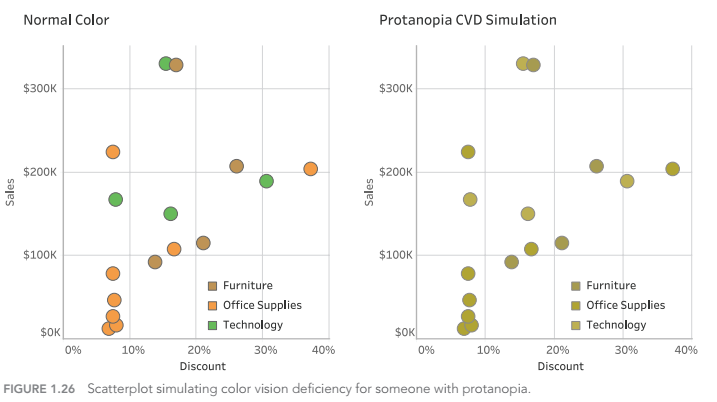 Normal Color
$300K
$200K
$100K
$0K
Sales
0%
10%
20%
30%
40%
Discount
Furniture
Office Supplies
Technology
Protanopia CVD Simulation
$300K
$200K
$100K
$0K
Sales
0%
10%
20%
30%
40%
Discount
Furniture
Office Supplies
Technology
FIGURE 1.26 Scatterplot simulating color vision deficiency for someone with protanopia.